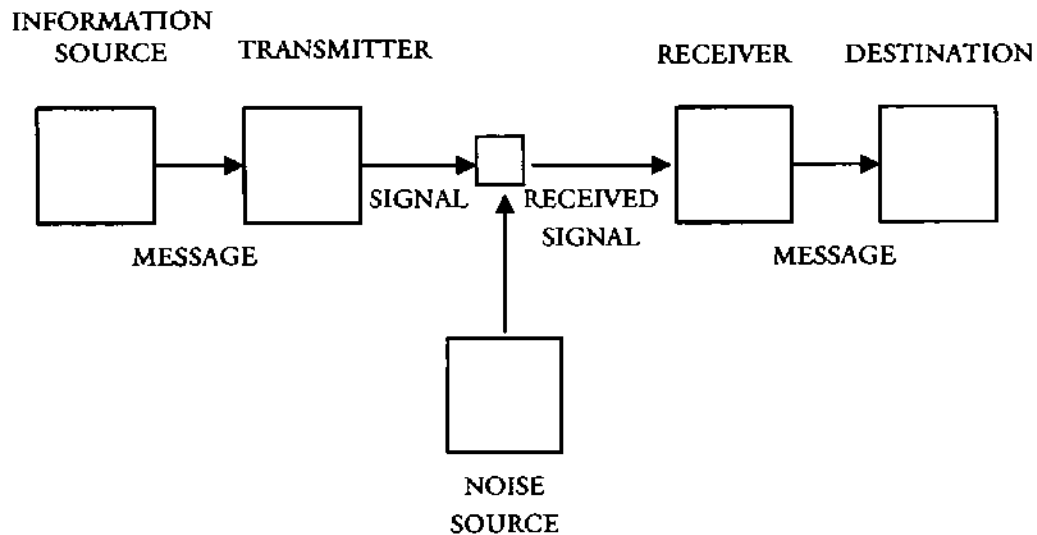 INFORMATION
SOURCE
TRANSMITTER
RECEIVER
DESTINATION
SIGNAL
RECEIVED
SIGNAL
MESSAGE
MESSAGE
NOISE
SOURCE